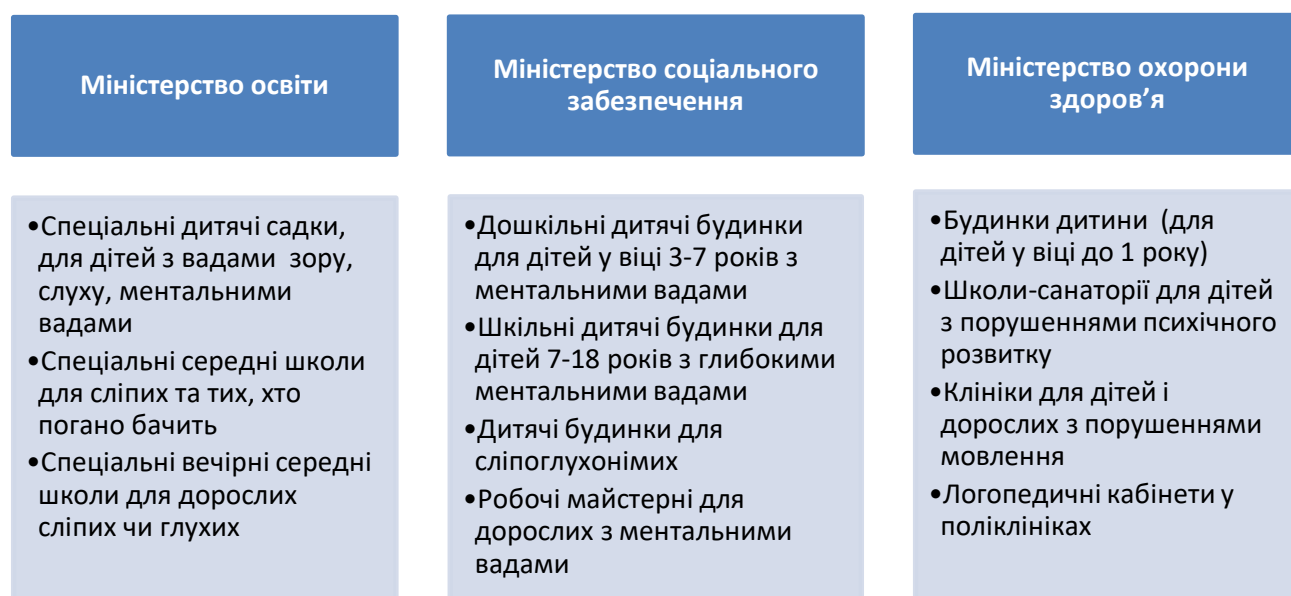 Міністерство освіти
•Спеціальні дитячі садки,
для дітей з вадами зору,
слуху, ментальними
вадами
•Спеціальні середні школи
для сліпих та тих, хто
погано бачить
•Спеціальні вечірні середні
школи для дорослих
сліпих чи глухих
Міністерство соціального
забезпечення
•Дошкільні дитячі будинки
для дітей у віці 3-7 років з
ментальними вадами
•Шкільні дитячі будинки для
дітей 7-18 років з глибокими
ментальними вадами
•Дитячі будинки для
сліпоглухонімих
•Робочі майстерні для
дорослих з ментальними
вадами
Міністерство охорони
здоров’я
•Будинки дитини (для
дітей у віці до 1 року)
•Школи-санаторії для дітей
з порушеннями психічного
розвитку
•Клініки для дітей і
дорослих з порушеннями
мовлення
•Логопедичні кабінети у
поліклініках